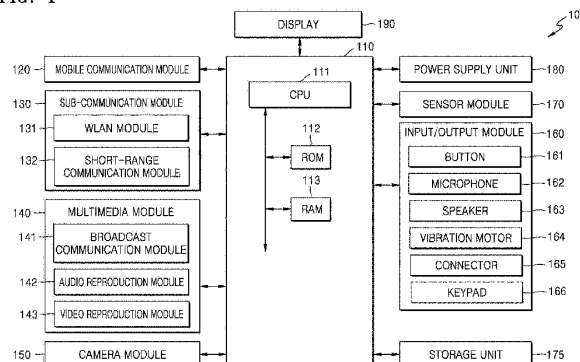 DISPLAY 190
10
110
120 MOBILE COMMUNICATION MODULE
130 SUB-COMMUNICATION MODULE
131 WLAN MODULE
132 SHORT-RANGE
COMMUNICATION MODULE
140 MULTIMEDIA MODULE
141 BROADCAST
COMMUNICATION MODULE
142 AUDIO REPRODUCTION MODULE
143 VIDEO REPRODUCTION MODULE
150 CAMERA MODULE
111
CPU
112
ROM
113
RAM
POWER SUPPLY UNIT 180
SENSOR MODULE 170
INPUT/OUTPUT MODULE 160
BUTTON 161
MICROPHONE 162
SPEAKER 163
VIBRATION MOTOR 164
CONNECTOR 165
KEYPAD 166
STORAGE UNIT 175